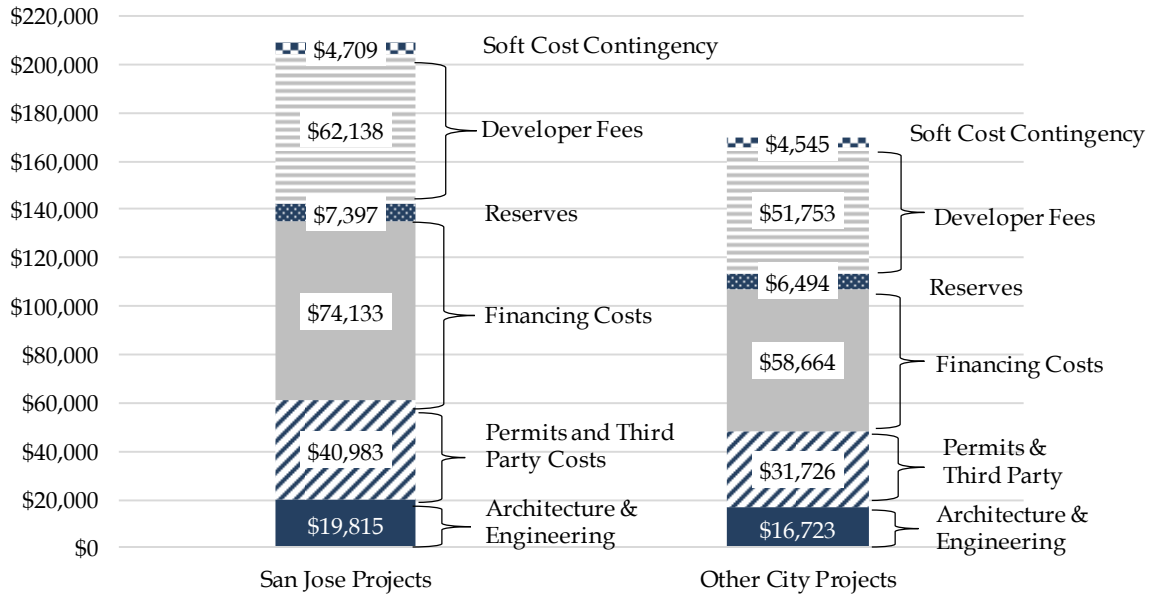 $220,000
$200,000
$180,000
$160,000
$140,000
$120,000
$100,000
$80,000
$60,000
$40,000
$20,000
$0
$4,709
Soft Cost Contingency
$62,138
Developer Fees
$7,397
Reserves
$74,133
Financing Costs
$40,983
Permits and Third
Party Costs
$19,815
Architecture &
Engineering
San Jose Projects
$4,545
Soft Cost Contingency
$51,753
Developer Fees
$6,494
Reserves
$58,664
Financing Costs
$31,726
Permits &
Third Party
$16,723
Architecture &
Engineering
Other City Projects